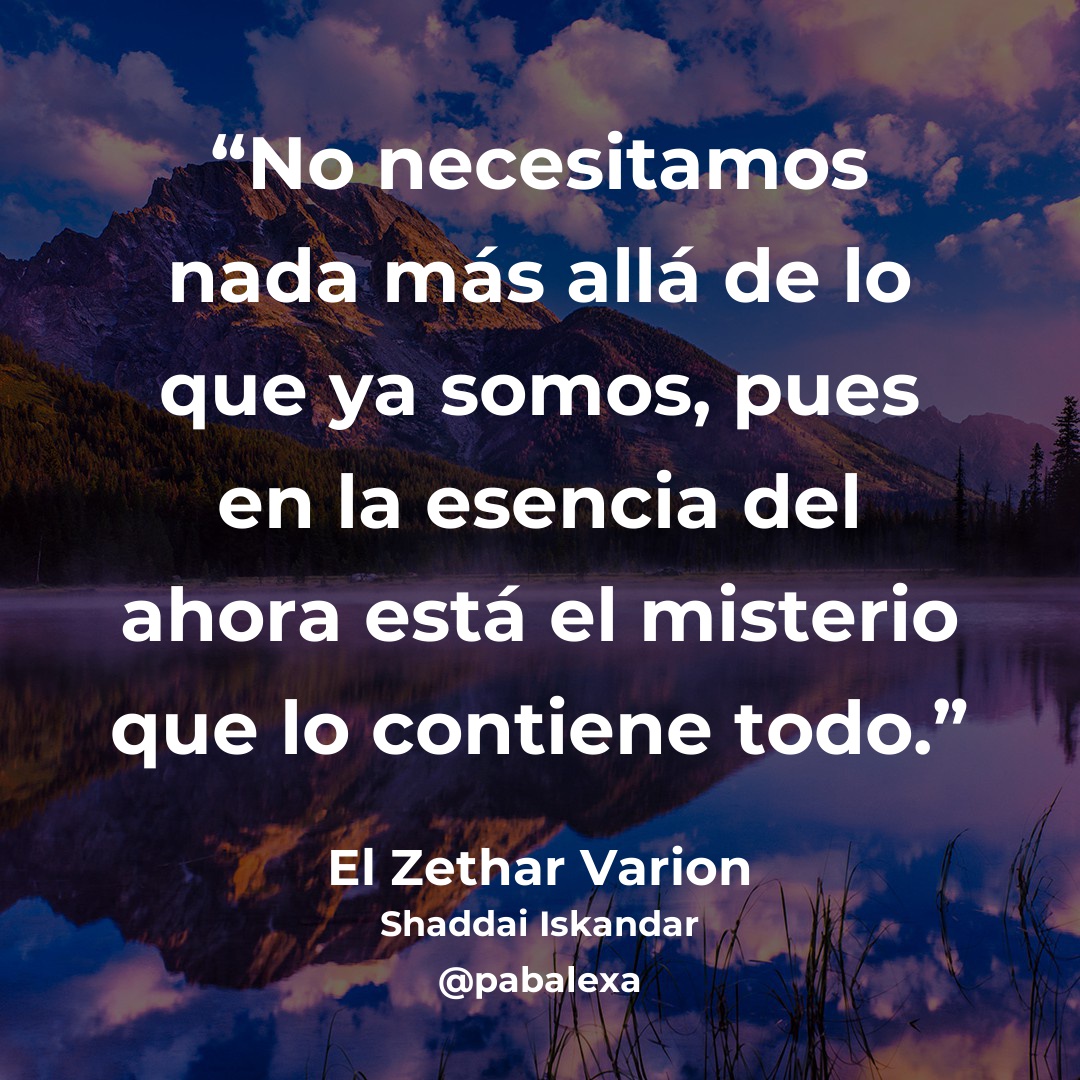 “No necesitamos
nada más allá de lo
que ya somos, pues
en la esencia del
ahora está el misterio
que lo contiene todo.”
El Zethar Varion
Shaddai Iskandar
@pabalexa